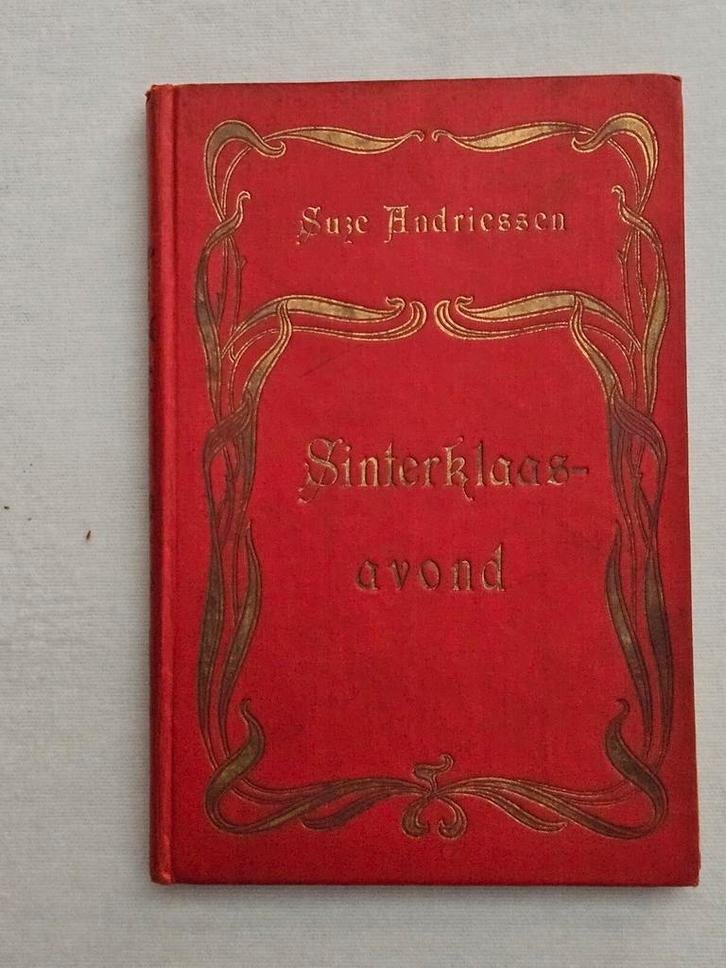 Suze Andriessen
Sinterklaas-
avond